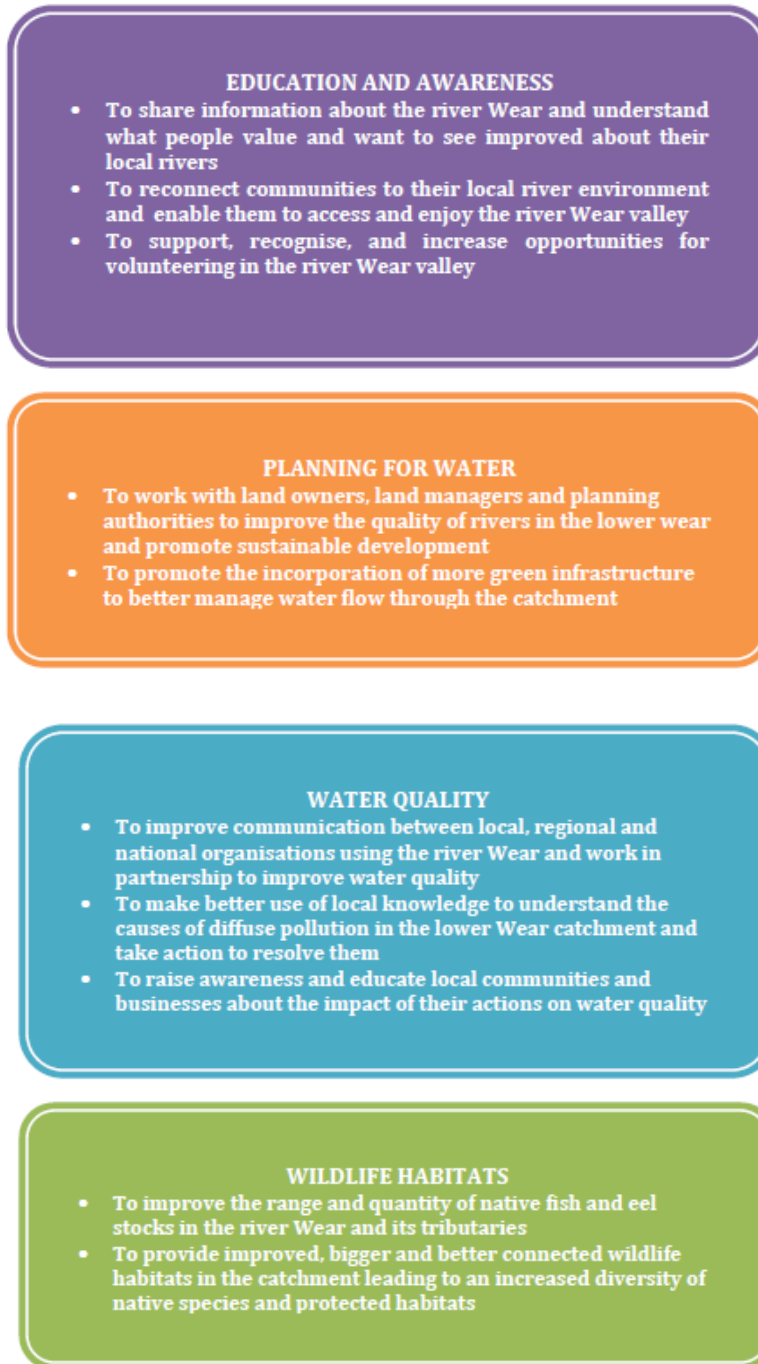 EDUCATION AND AWARENESS
• To share information about the river Wear and understand
what people value and want to see improved about their
local rivers
• To reconnect communities to their local river environment
and enable them to access and enjoy the river Wear valley
• To support, recognise, and increase opportunities for
volunteering in the river Wear valley
PLANNING FOR WATER
• To work with land owners, land managers and planning
authorities to improve the quality of rivers in the lower wear
and promote sustainable development
• To promote the incorporation of more green infrastructure
to better manage water flow through the catchment
WATER QUALITY
• To improve communication between local, regional and
national organisations using the river Wear and work in
partnership to improve water quality
• To make better use of local knowledge to understand the
causes of diffuse pollution in the lower Wear catchment and
take action to resolve them
• To raise awareness and educate local communities and
businesses about the impact of their actions on water quality
WILDLIFE HABITATS
• To improve the range and quantity of native fish and eel
stocks in the river Wear and its tributaries
• To provide improved, bigger and better connected wildlife
habitats in the catchment leading to an increased diversity of
native species and protected habitats